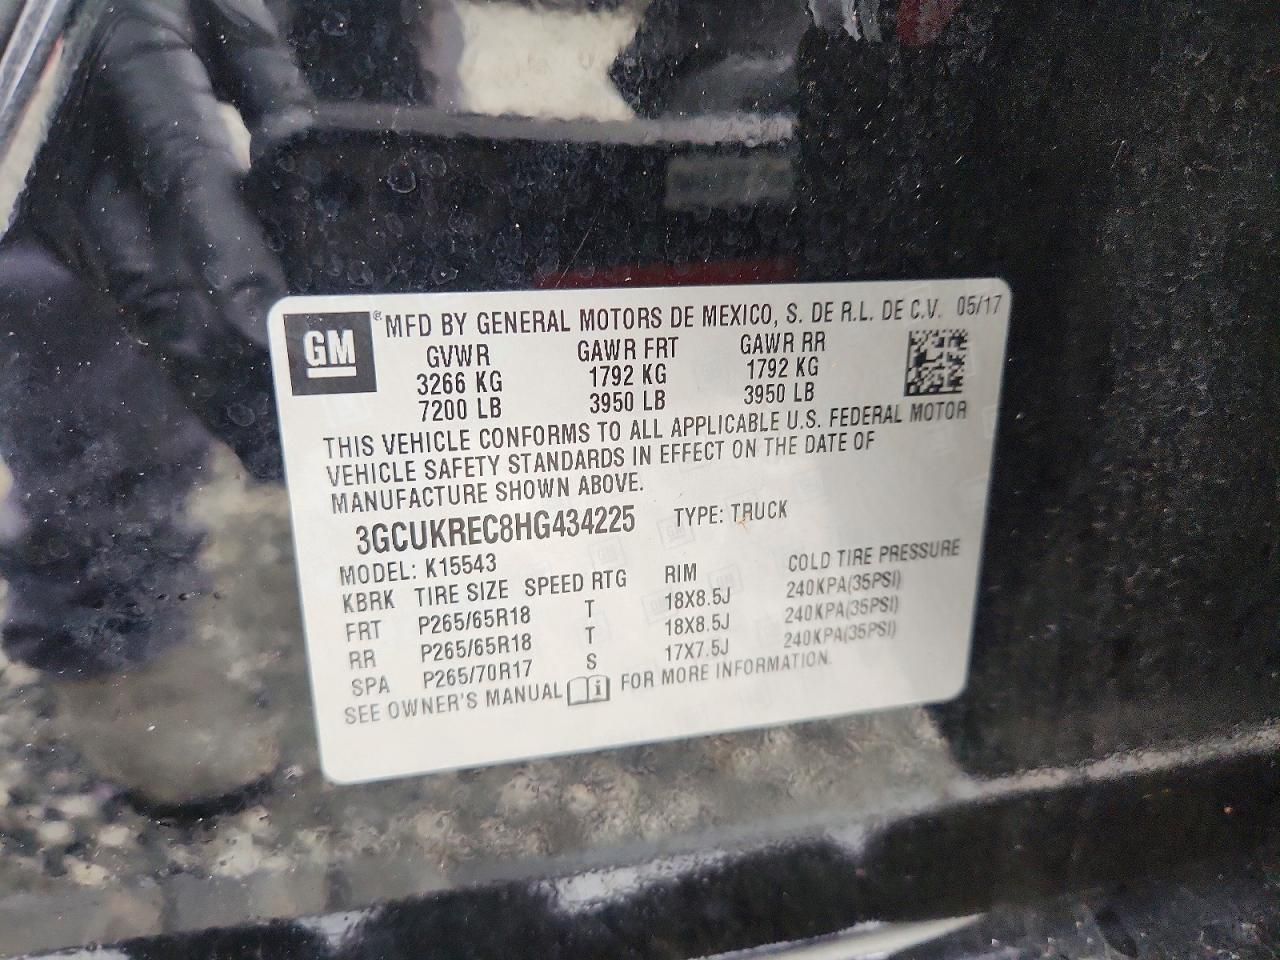 GM
® MFD BY GENERAL MOTORS DE MEXICO, S. DE R.L. DE C.V. 05/17
GVWR GAWR FRT GAWR RR
3266 KG 1792 KG 1792 KG
7200 LB 3950 LB 3950 LB
THIS VEHICLE CONFORMS TO ALL APPLICABLE U.S. FEDERAL MOTOR
VEHICLE SAFETY STANDARDS IN EFFECT ON THE DATE OF
MANUFACTURE SHOWN ABOVE.
3GCUKREC8HG434225 TYPE: TRUCK
MODEL: K15543
KBRK TIRE SIZE SPEED RTG RIM COLD TIRE PRESSURE
FRT P265/65R18 T 18X8.5J 240KPA(35PSI)
RR P265/65R18 T 18X8.5J 240KPA(35PSI)
SPA P265/70R17 S 17X7.5J 240KPA(35PSI)
SEE OWNER'S MANUAL FOR MORE INFORMATION.